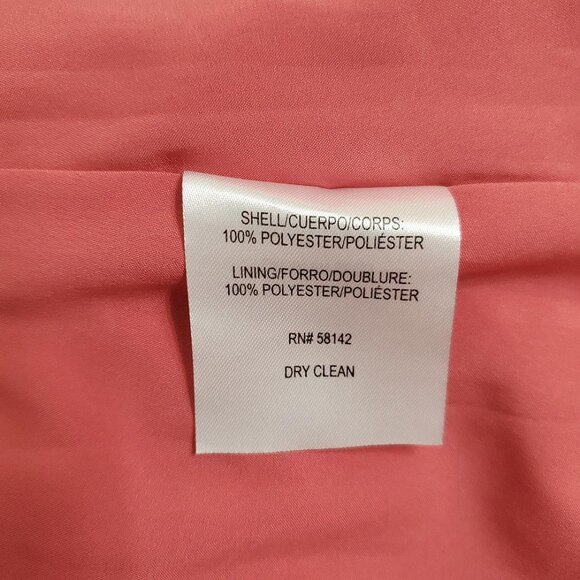 SHELL/CUERPO/CORPS:
100% POLYESTER/POLIÉSTER
LINING/FORRO/DOUBLURE:
100% POLYESTER/POLIÉSTER
RN# 58142
DRY CLEAN